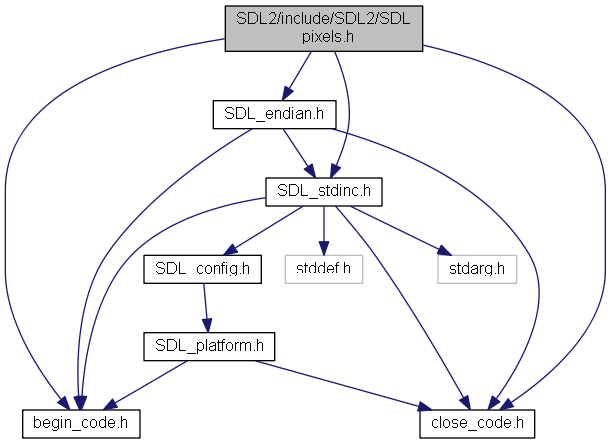 SDL2/include/SDL2/SDL
pixels.h
SDL_endian.h
SDL_stdinc.h
SDL_config.h
stddef.h
stdarg.h
SDL_platform.h
begin_code.h
close_code.h